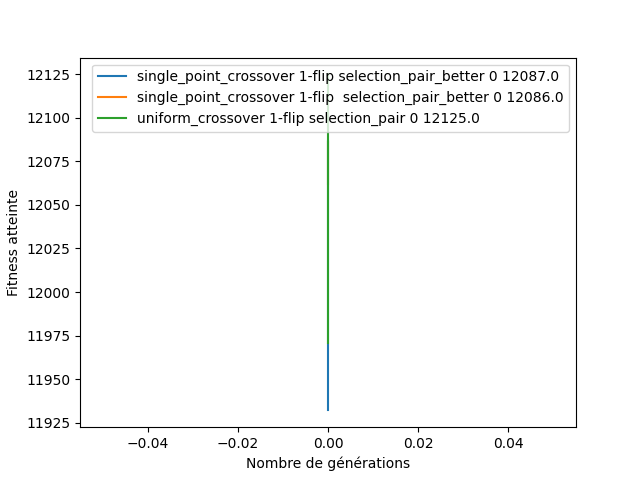 single_point_crossover 1-flip selection_pair_better 0 12087.0
single_point_crossover 1-flip  selection_pair_better 0 12086.0
uniform_crossover 1-flip selection_pair 0 12125.0
12125
12100
12075
12050
12025
12000
11975
11950
11925
Fitness atteinte
−0.04
−0.02
0.00
0.02
0.04
Nombre de générations